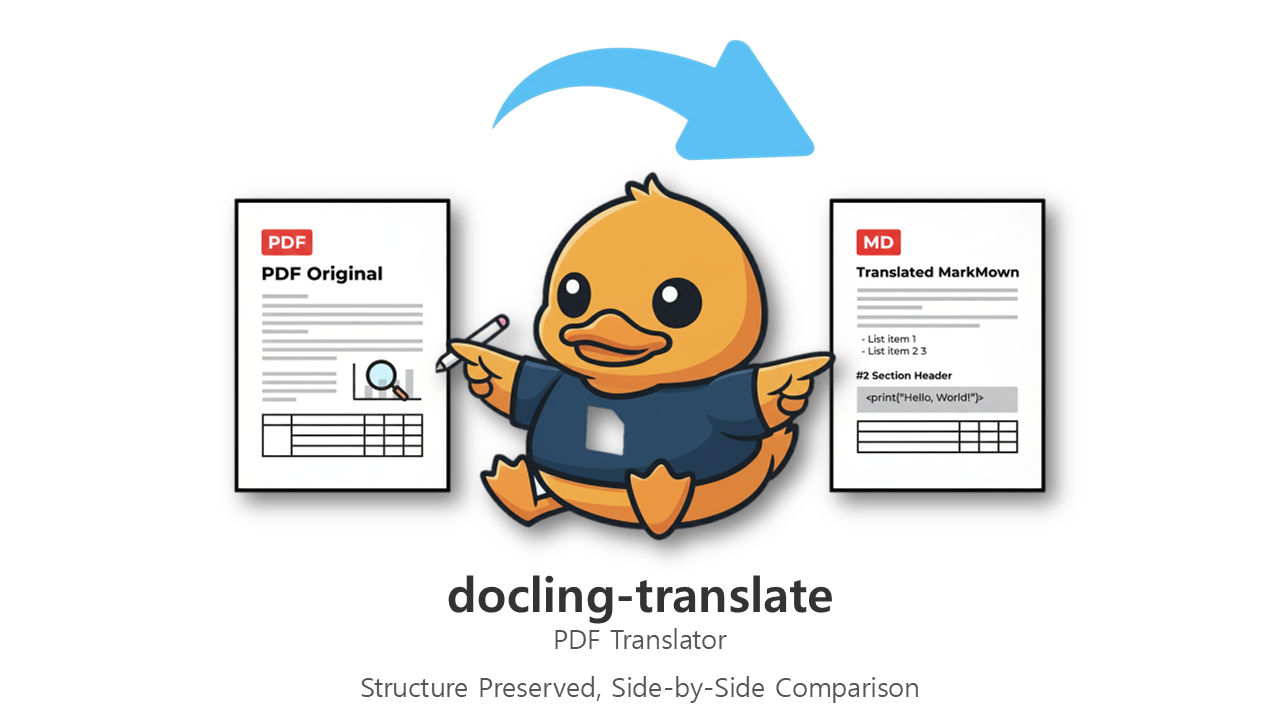 PDF
PDF Original
MD
Translated MarkMown
- List item 1
- List item 2 3
#2 Section Header
<print("Hello, World!")>
docling-translate
PDF Translator
Structure Preserved, Side-by-Side Comparison